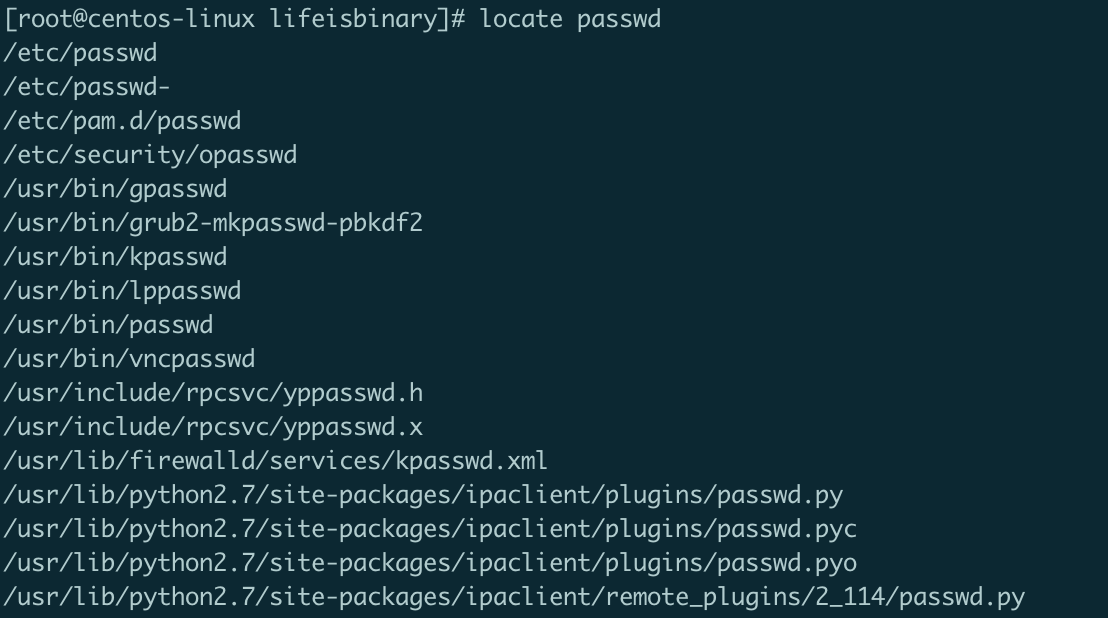 [root@centos-linux lifeisbinary]# locate passwd
/etc/passwd
/etc/passwd-
/etc/pam.d/passwd
/etc/security/opasswd
/usr/bin/gpasswd
/usr/bin/grub2-mkpasswd-pbkdf2
/usr/bin/kpasswd
/usr/bin/lppasswd
/usr/bin/passwd
/usr/bin/vncpasswd
/usr/include/rpcsvc/yppasswd.h
/usr/include/rpcsvc/yppasswd.x
/usr/lib/firewalld/services/kpasswd.xml
/usr/lib/python2.7/site-packages/ipaclient/plugins/passwd.py
/usr/lib/python2.7/site-packages/ipaclient/plugins/passwd.pyc
/usr/lib/python2.7/site-packages/ipaclient/plugins/passwd.pyo
/usr/lib/python2.7/site-packages/ipaclient/remote_plugins/2_114/passwd.py